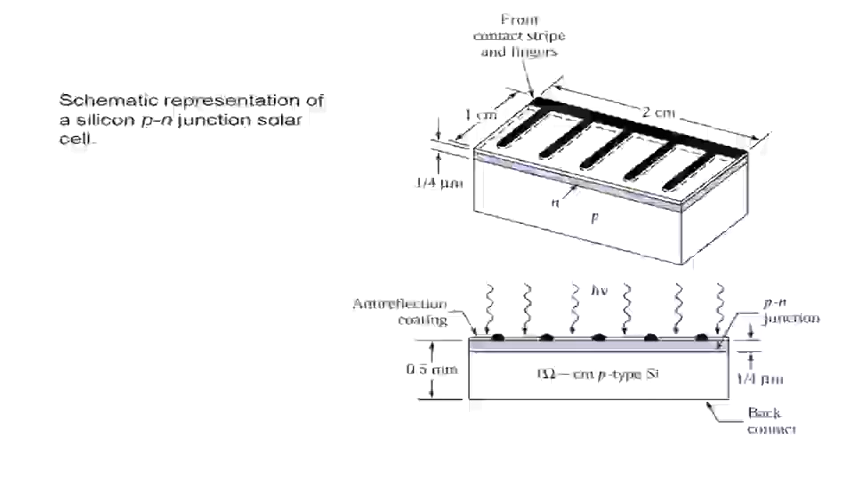 Schematic representation of
a silicon p-n junction solar
cell.
Front
contact stripe
and fingers
1 cm
2 cm
1/4 μm
n
p
hν
Antireflection
coating
p-n
junction
0.5 mm
1Ω—cm p-type Si
1/4 μm
Back
contact